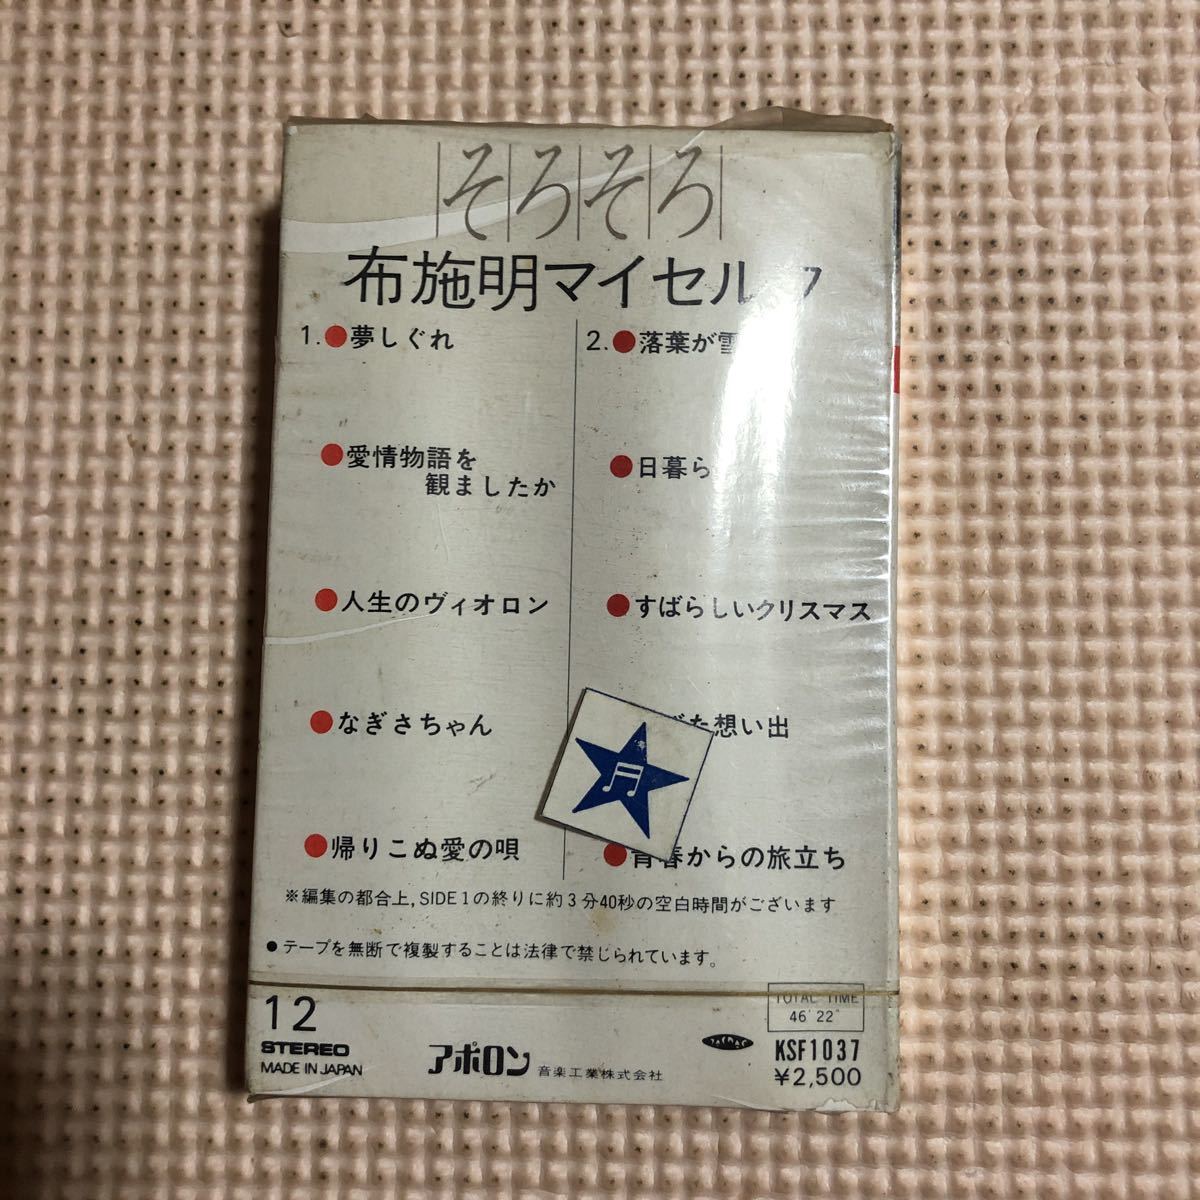 そろそろ
布施明マイセルフ
1.●夢しぐれ
●愛情物語を
観ましたか
●人生のヴィオロン
●なぎさちゃん
●帰りこぬ愛の唄
2.●落葉が雪
●日暮ら
●すばらしいクリスマス
た想い出
●青春からの旅立ち
※編集の都合上,SIDE1の終りに約3分40秒の空白時間がございます
●テープを無断で複製することは法律で禁じられています。
12
STEREO
MADE IN JAPAN
アポロン 音楽工業株式会社
TOTAL TIME
46'22"
KSF1037
¥2,500